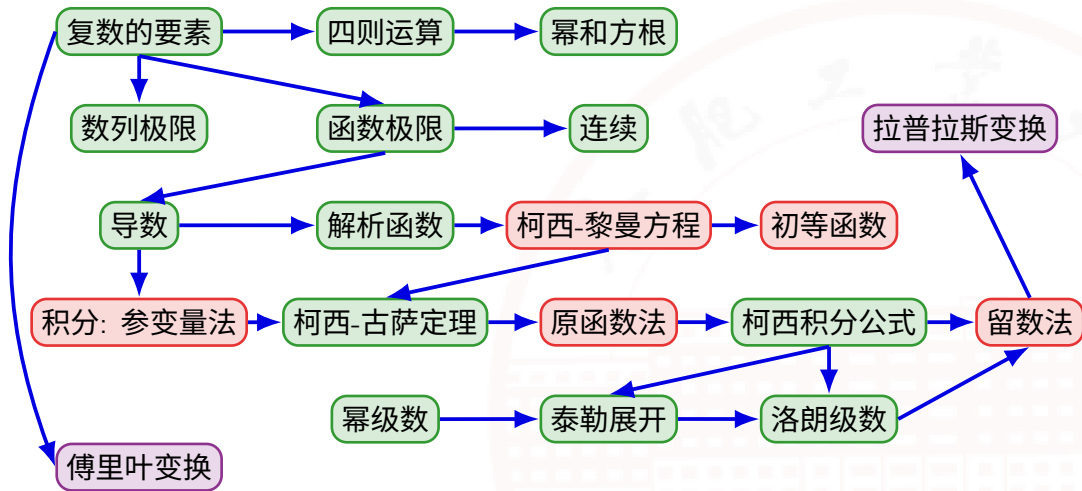 复数的要素
四则运算
幂和方根
数列极限
函数极限
连续
拉普拉斯变换
导数
解析函数
柯西-黎曼方程
初等函数
积分: 参变量法
柯西-古萨定理
原函数法
柯西积分公式
留数法
幂级数
泰勒展开
洛朗级数
傅里叶变换